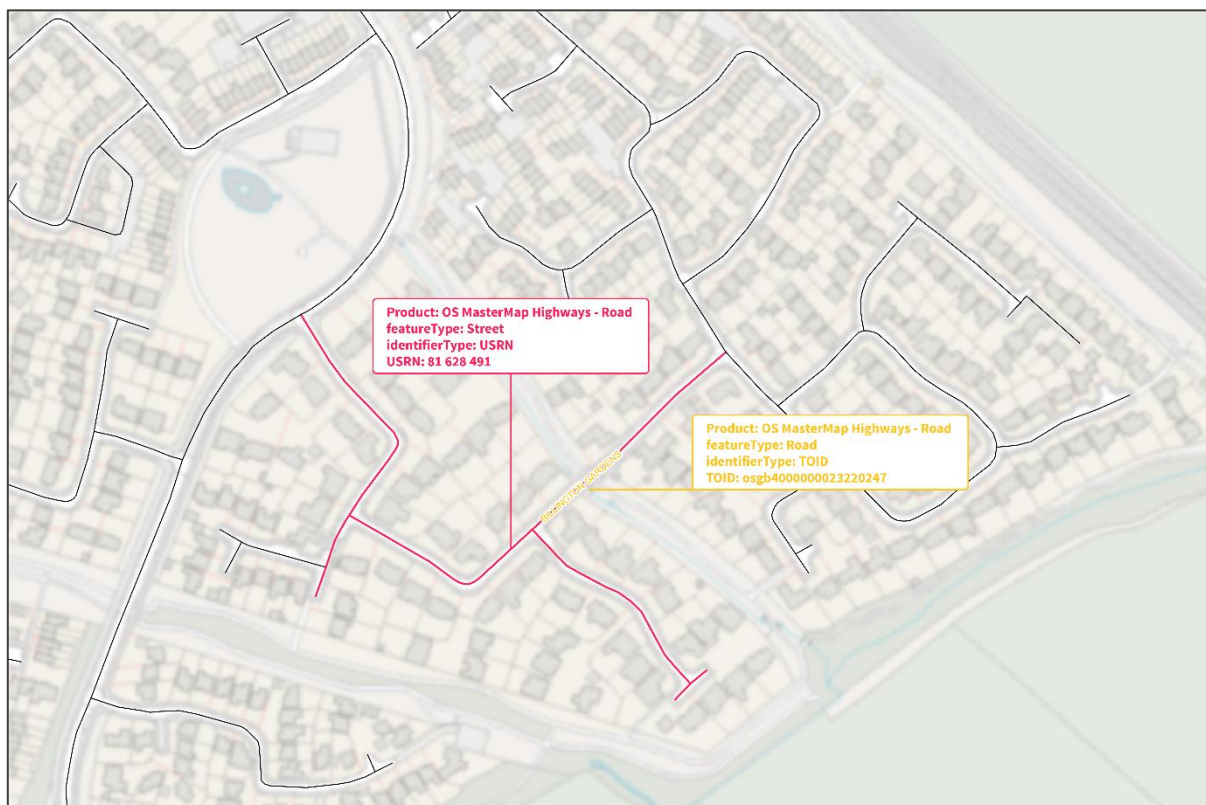 Product: OS MasterMap Highways - Road
featureType: Street
identifierType: USRN
USRN: 81 628 491
Product: OS MasterMap Highways - Road
featureType: Road
identifierType: TOID
TOID: osgb4000000023220247
BILLINGTON GARDENS